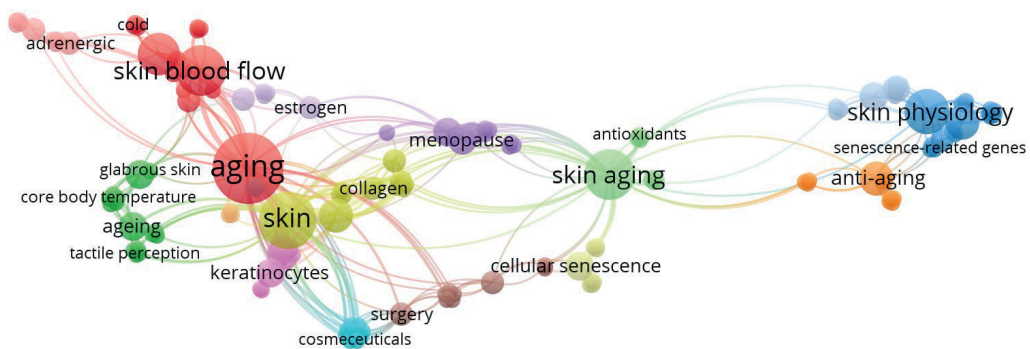 cold
adrenergic
skin blood flow
estrogen
menopause
antioxidants
skin physiology
senescence-related genes
aging
glabrous skin
skin aging
anti-aging
core body temperature
collagen
ageing
skin
tactile perception
keratinocytes
cellular senescence
surgery
cosmeceuticals